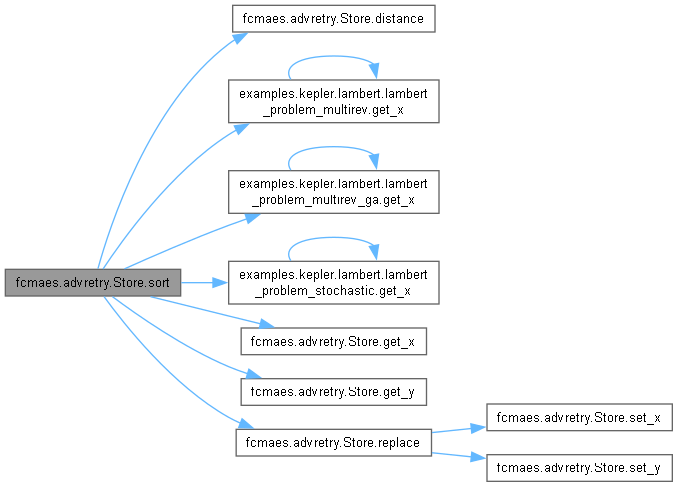 fcmaes.advretry.Store.distance
examples.kepler.lambert.lambert
_problem_multirev.get_x
examples.kepler.lambert.lambert
_problem_multirev_ga.get_x
fcmaes.advretry.Store.sort
examples.kepler.lambert.lambert
_problem_stochastic.get_x
fcmaes.advretry.Store.get_x
fcmaes.advretry.Store.get_y
fcmaes.advretry.Store.replace
fcmaes.advretry.Store.set_x
fcmaes.advretry.Store.set_y